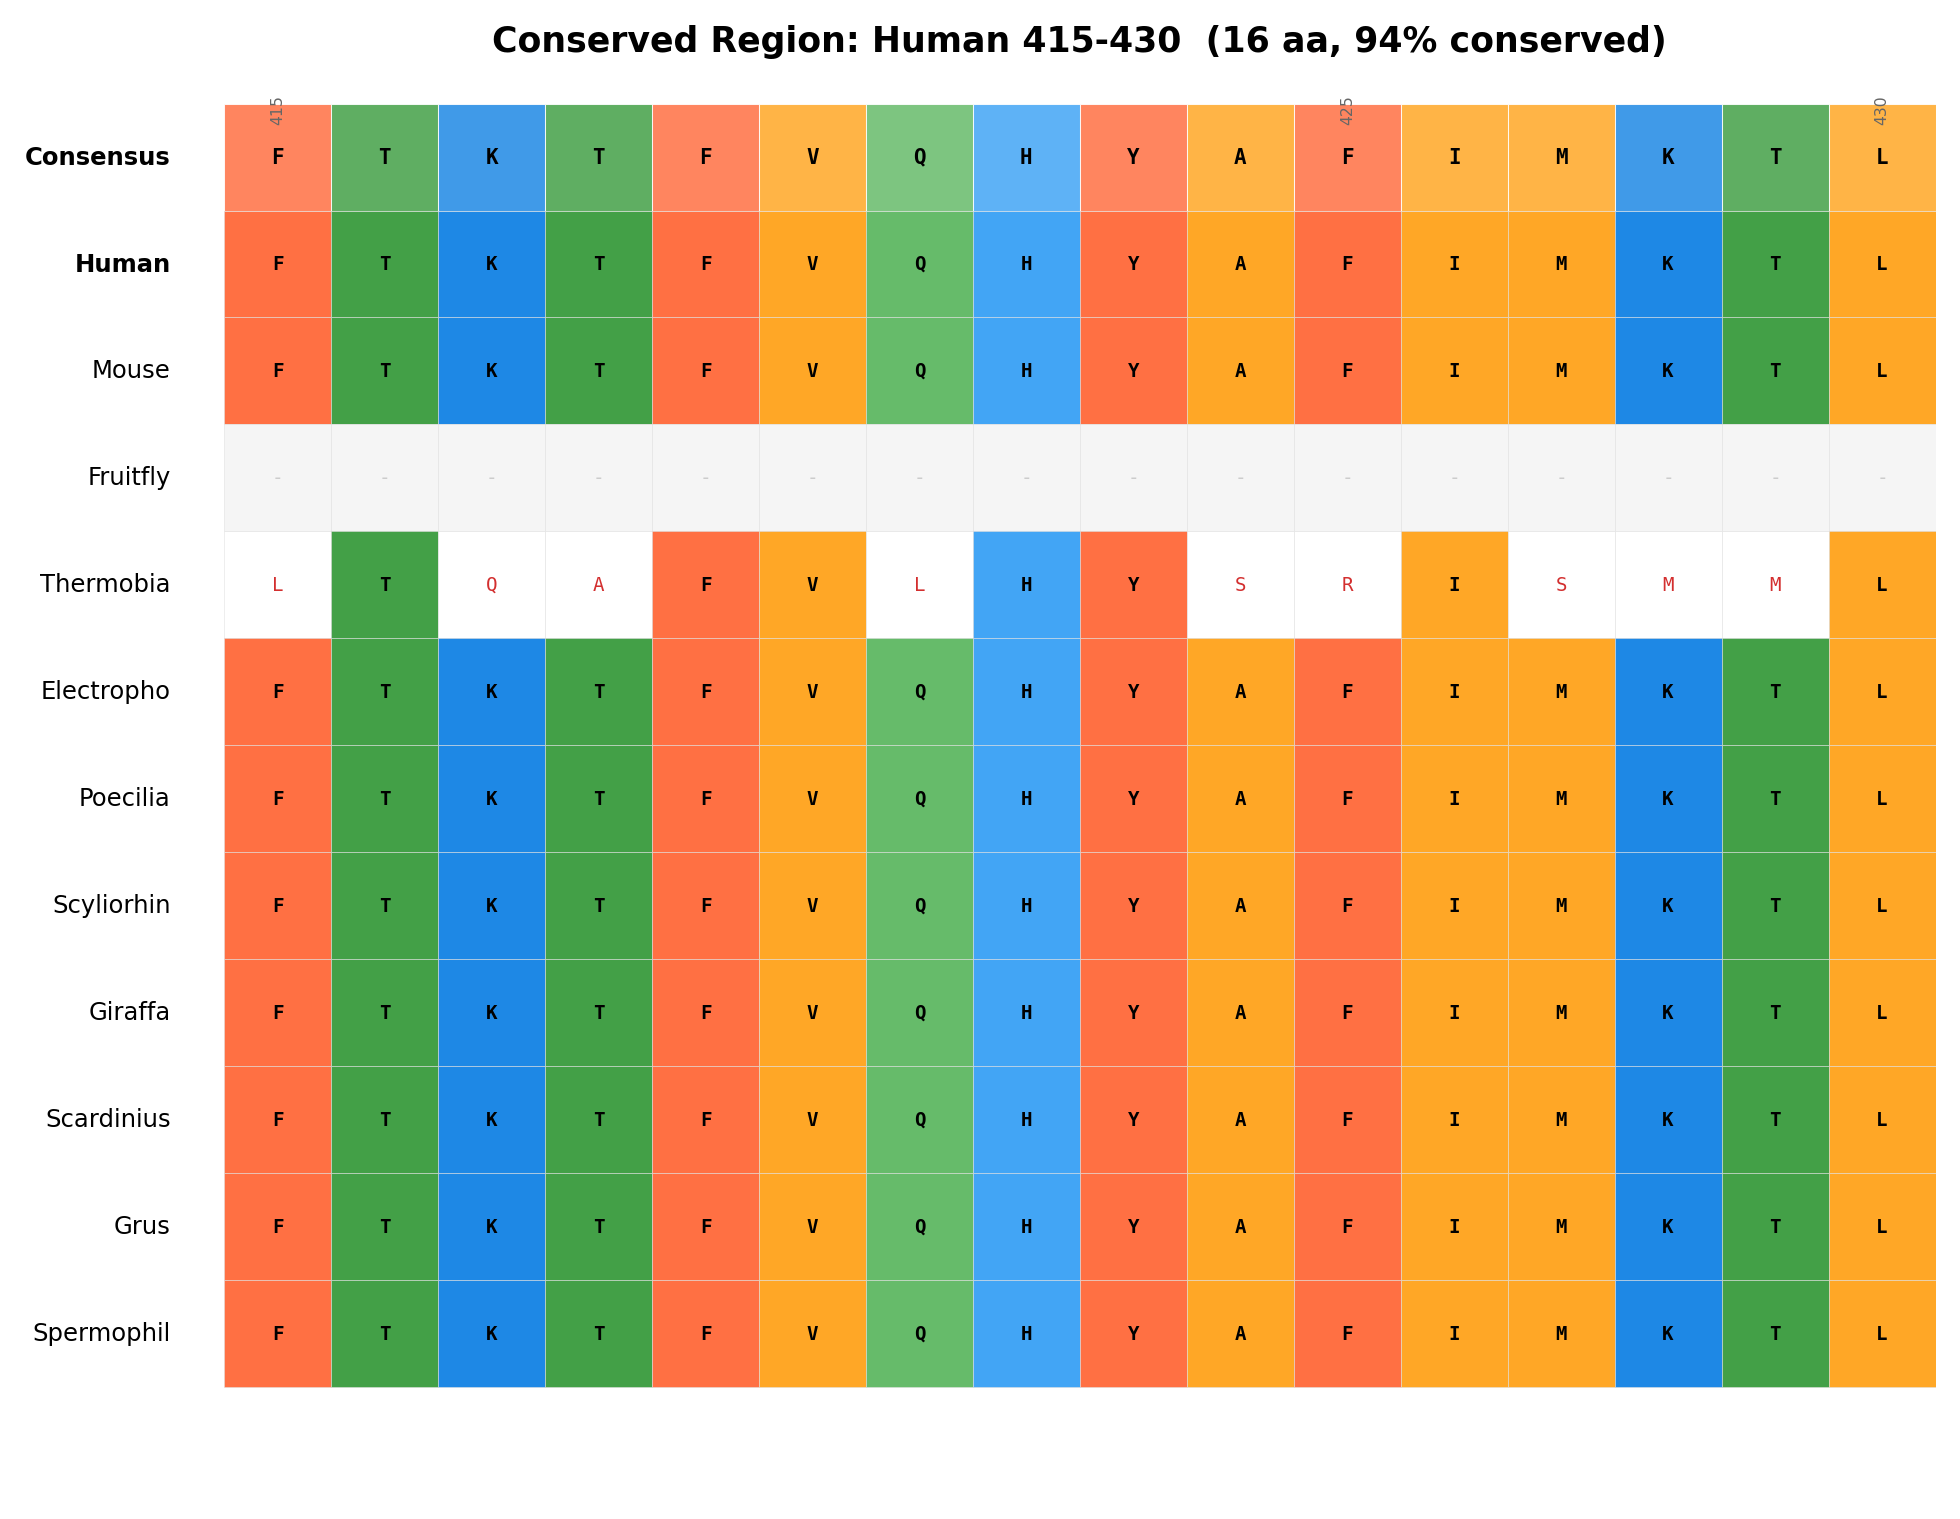 Conserved Region: Human 415-430 (16 aa, 94% conserved)
415 425 430
Consensus F T K T F V Q H Y A F I M K T L
Human F T K T F V Q H Y A F I M K T L
Mouse F T K T F V Q H Y A F I M K T L
Fruitfly - - - - - - - - - - - - - - - -
Thermobia L T Q A F V L H Y S R I S M M L
Electropho F T K T F V Q H Y A F I M K T L
Poecilia F T K T F V Q H Y A F I M K T L
Scyliorhin F T K T F V Q H Y A F I M K T L
Giraffa F T K T F V Q H Y A F I M K T L
Scardinius F T K T F V Q H Y A F I M K T L
Grus F T K T F V Q H Y A F I M K T L
Spermophil F T K T F V Q H Y A F I M K T L